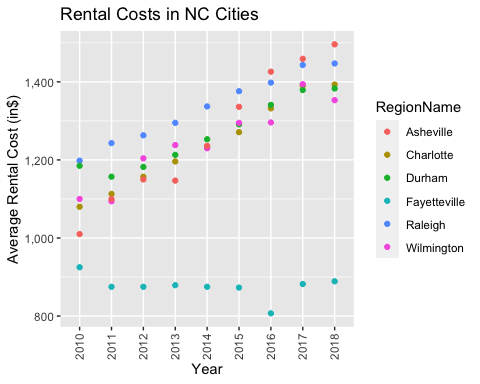 Rental Costs in NC Cities
Average Rental Cost (in$)
1,400
1,200
1,000
800
2010
2011
2012
2013
2014
2015
2016
2017
2018
Year
RegionName
Asheville
Charlotte
Durham
Fayetteville
Raleigh
Wilmington